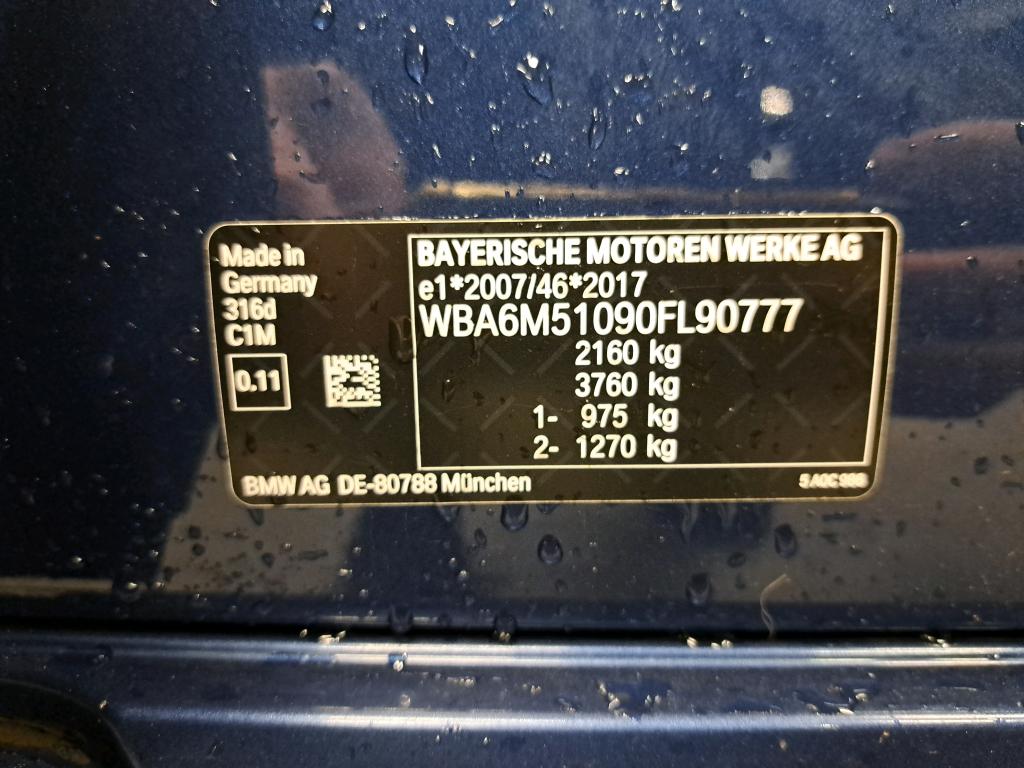 Made in
Germany
316d
C1M
0.11
BAYERISCHE MOTOREN WERKE AG
e1*2007/46*2017
WBA6M51090FL90777
2160 kg
3760 kg
1- 975 kg
2- 1270 kg
BMW AG DE-80788 München